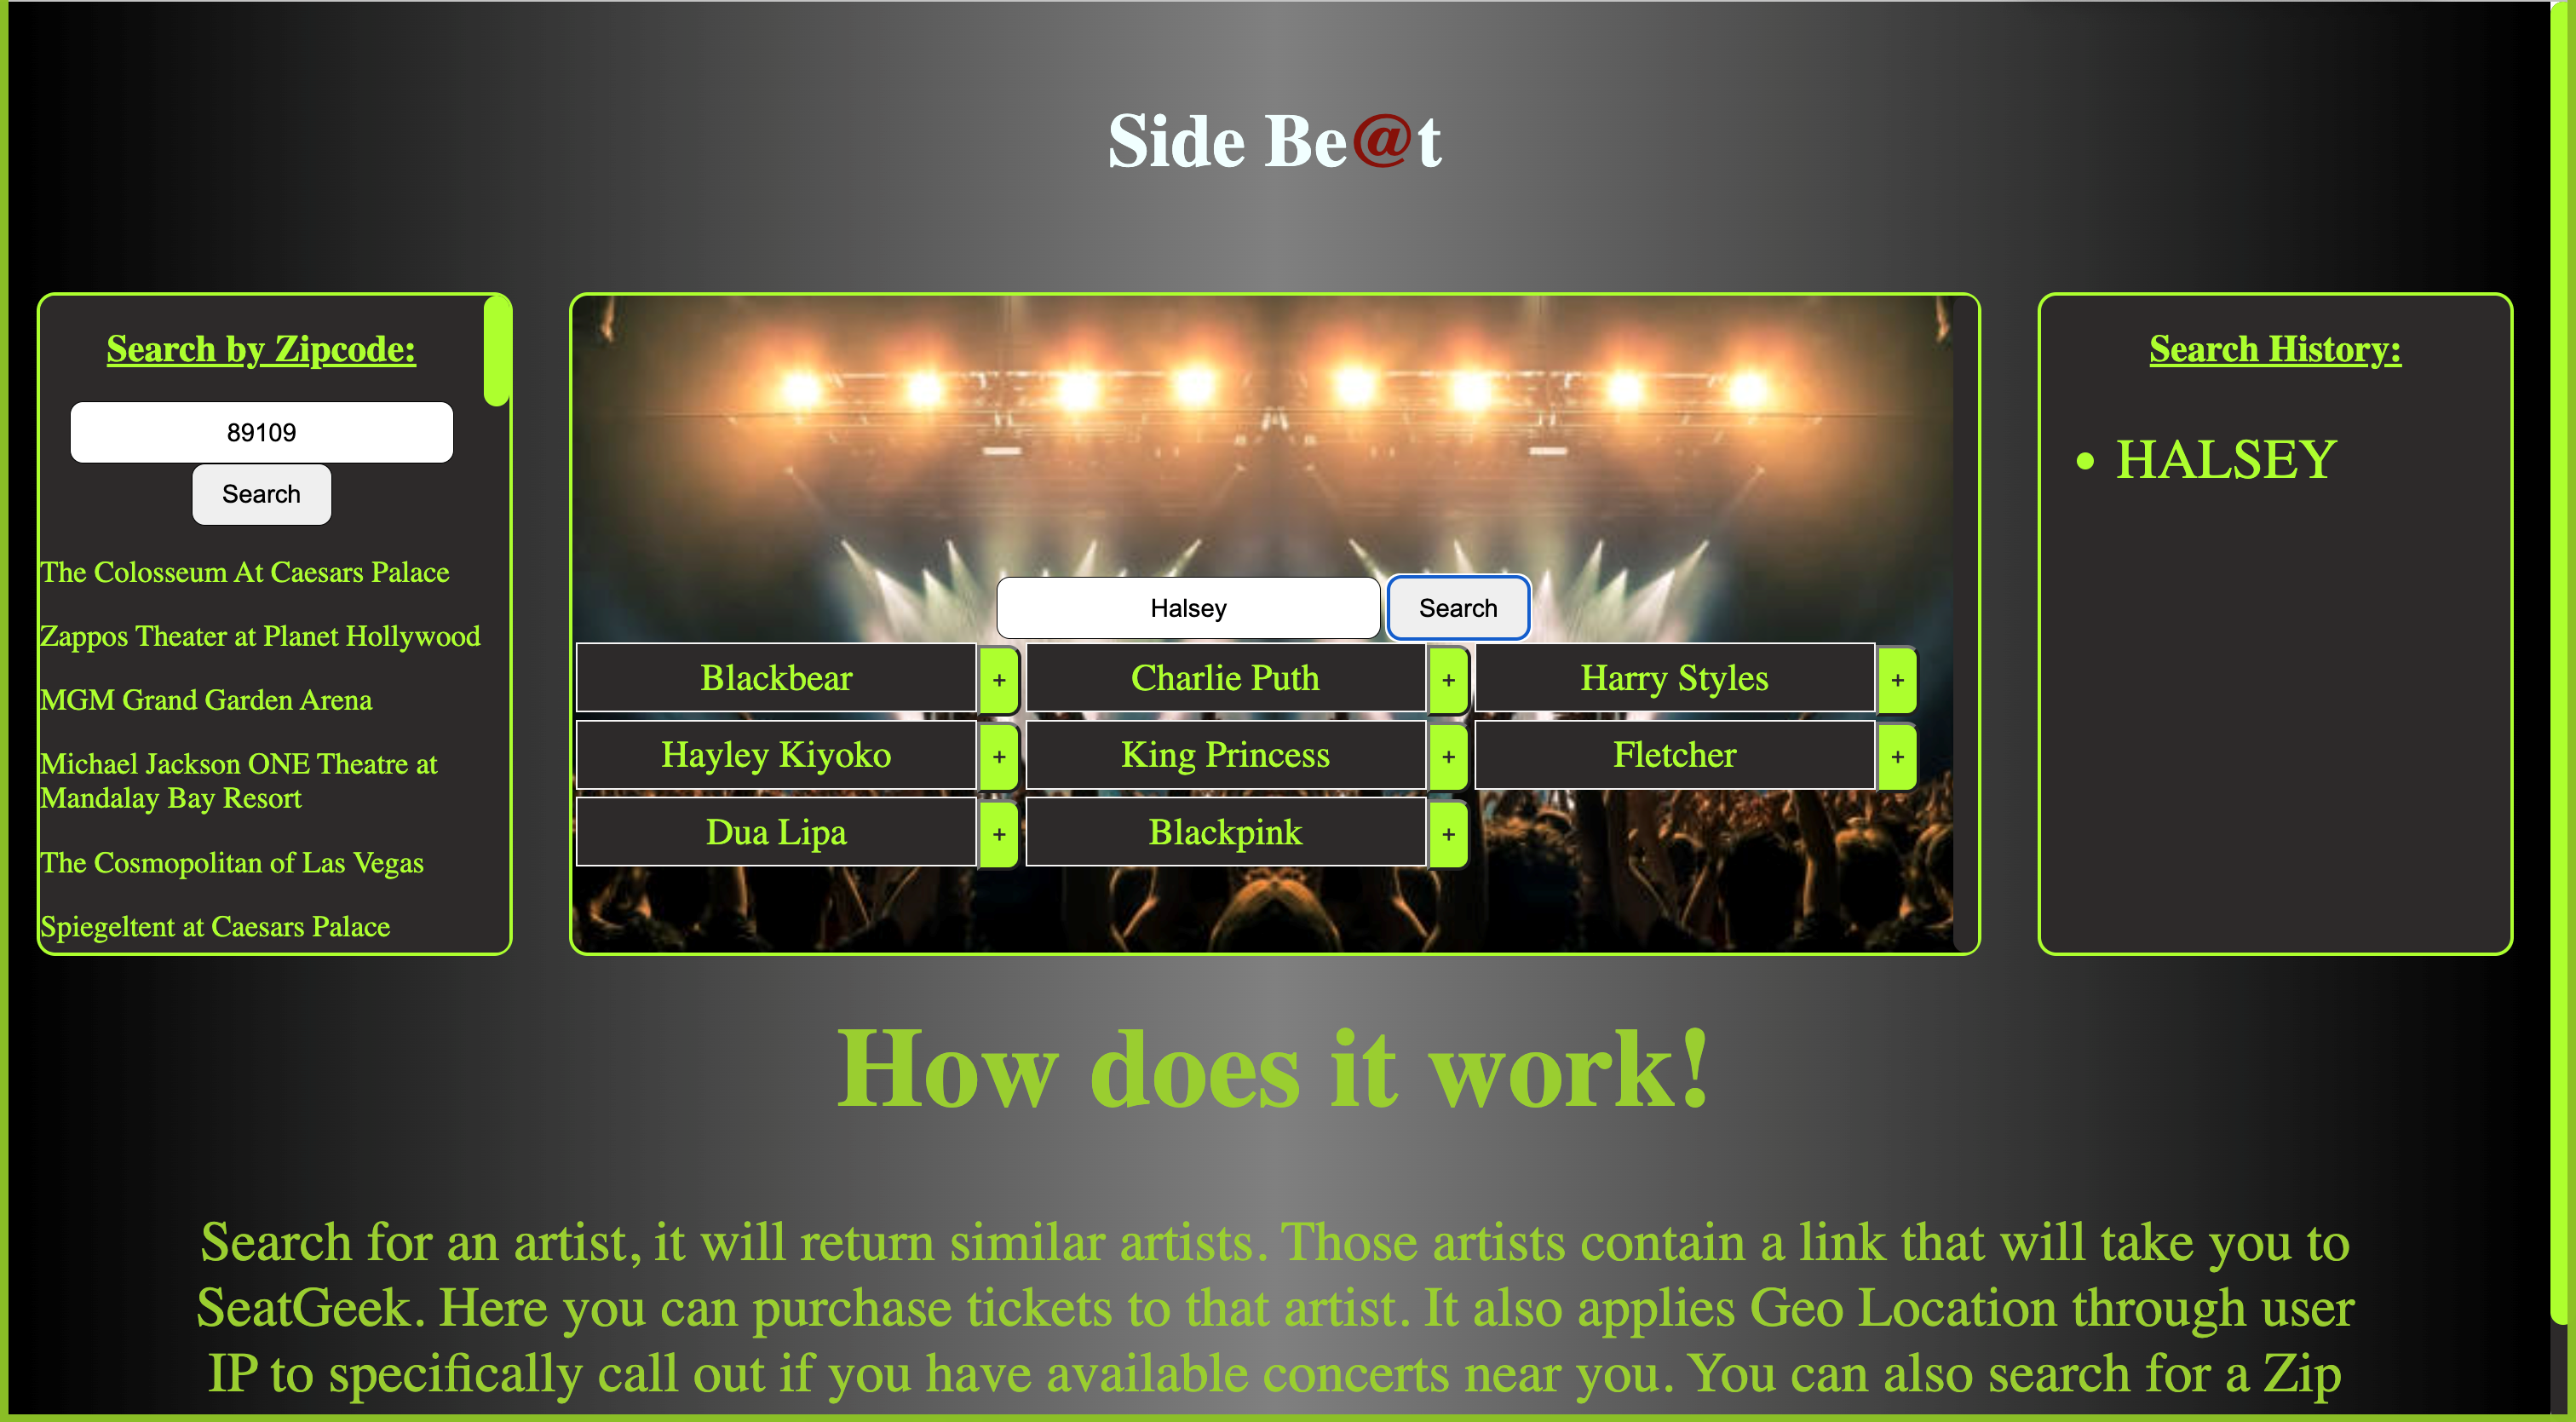 Side Be@t
Search by Zipcode:
89109
Search
The Colosseum At Caesars Palace
Zappos Theater at Planet Hollywood
MGM Grand Garden Arena
Michael Jackson ONE Theatre at
Mandalay Bay Resort
The Cosmopolitan of Las Vegas
Spiegeltent at Caesars Palace
Halsey Search
Blackbear + Charlie Puth + Harry Styles +
Hayley Kiyoko + King Princess + Fletcher +
Dua Lipa + Blackpink +
Search History:
• HALSEY
How does it work!
Search for an artist, it will return similar artists. Those artists contain a link that will take you to
SeatGeek. Here you can purchase tickets to that artist. It also applies Geo Location through user
IP to specifically call out if you have available concerts near you. You can also search for a Zip